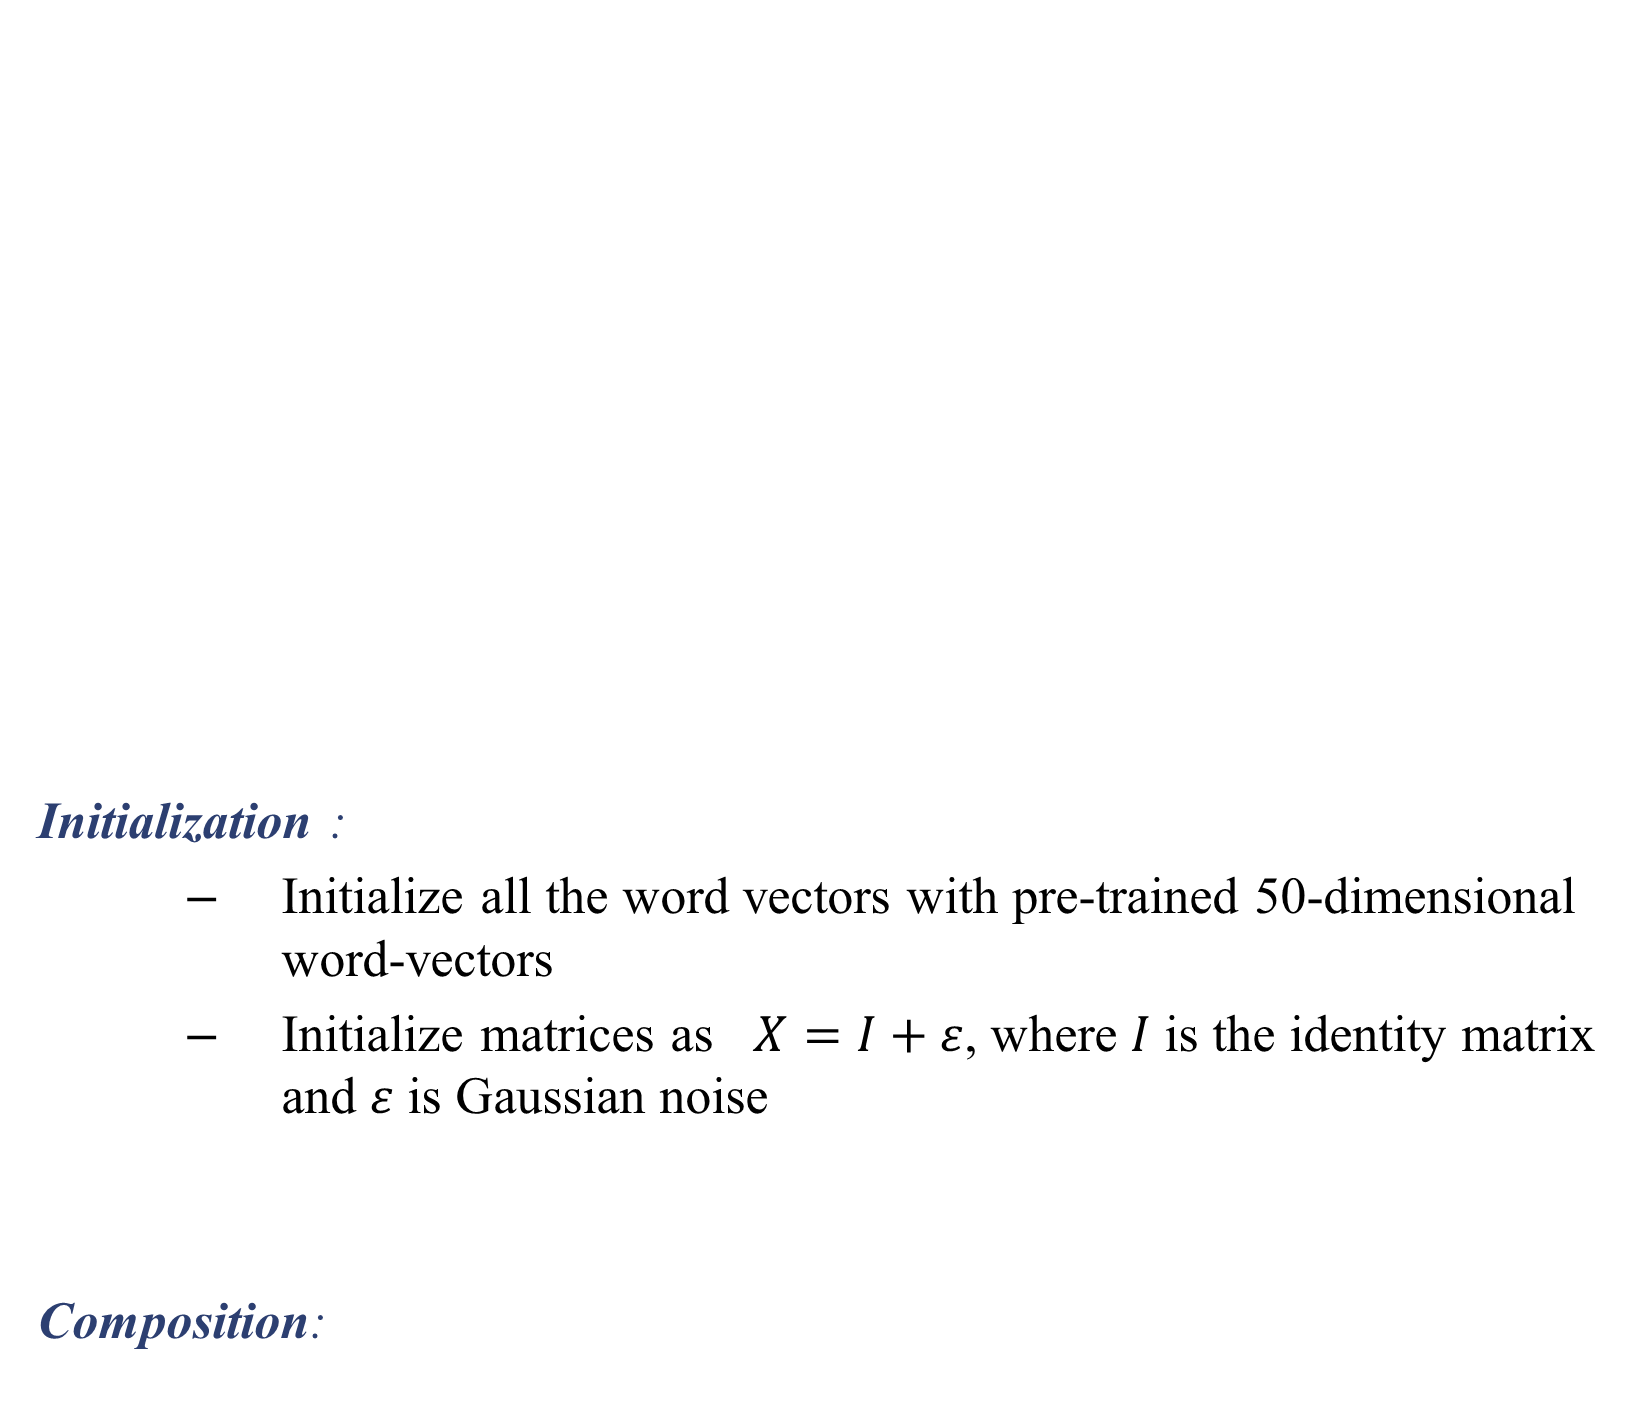 Initialization :
– Initialize all the word vectors with pre-trained 50-dimensional
word-vectors
– Initialize matrices as X = I + ε, where I is the identity matrix
and ε is Gaussian noise
Composition: